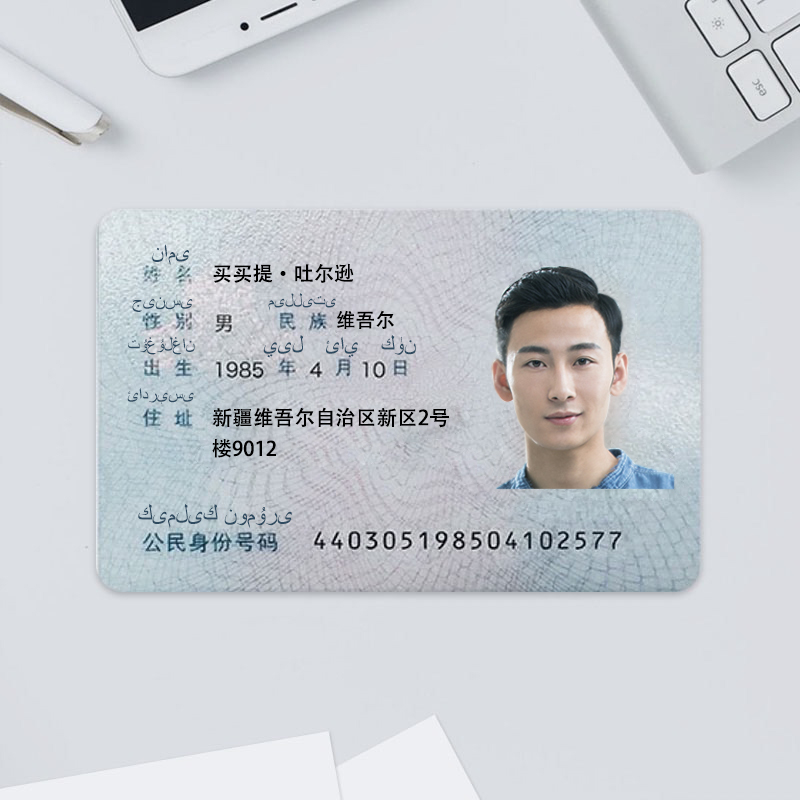 esc
نامى
姓 名 买买提·吐尔逊
جىنسى مىللىتى
性 别 男 民 族 维吾尔
تۇغۇلغان يىل ئاي كۈن
出 生 1985 年 4 月 10 日
ئادرىسى
住 址 新疆维吾尔自治区新区2号
楼9012
كىملىك نومۇرى
公民身份号码 440305198504102577